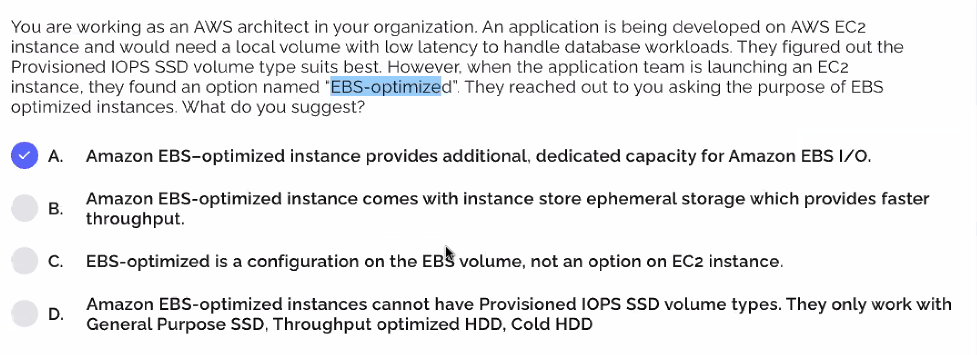 You are working as an AWS architect in your organization. An application is being developed on AWS EC2
instance and would need a local volume with low latency to handle database workloads. They figured out the
Provisioned IOPS SSD volume type suits best. However, when the application team is launching an EC2
instance, they found an option named "EBS-optimized". They reached out to you asking the purpose of EBS
optimized instances. What do you suggest?
A. Amazon EBS–optimized instance provides additional, dedicated capacity for Amazon EBS I/O.
B. Amazon EBS-optimized instance comes with instance store ephemeral storage which provides faster
throughput.
C. EBS-optimized is a configuration on the EBS volume, not an option on EC2 instance.
D. Amazon EBS-optimized instances cannot have Provisioned IOPS SSD volume types. They only work with
General Purpose SSD, Throughput optimized HDD, Cold HDD